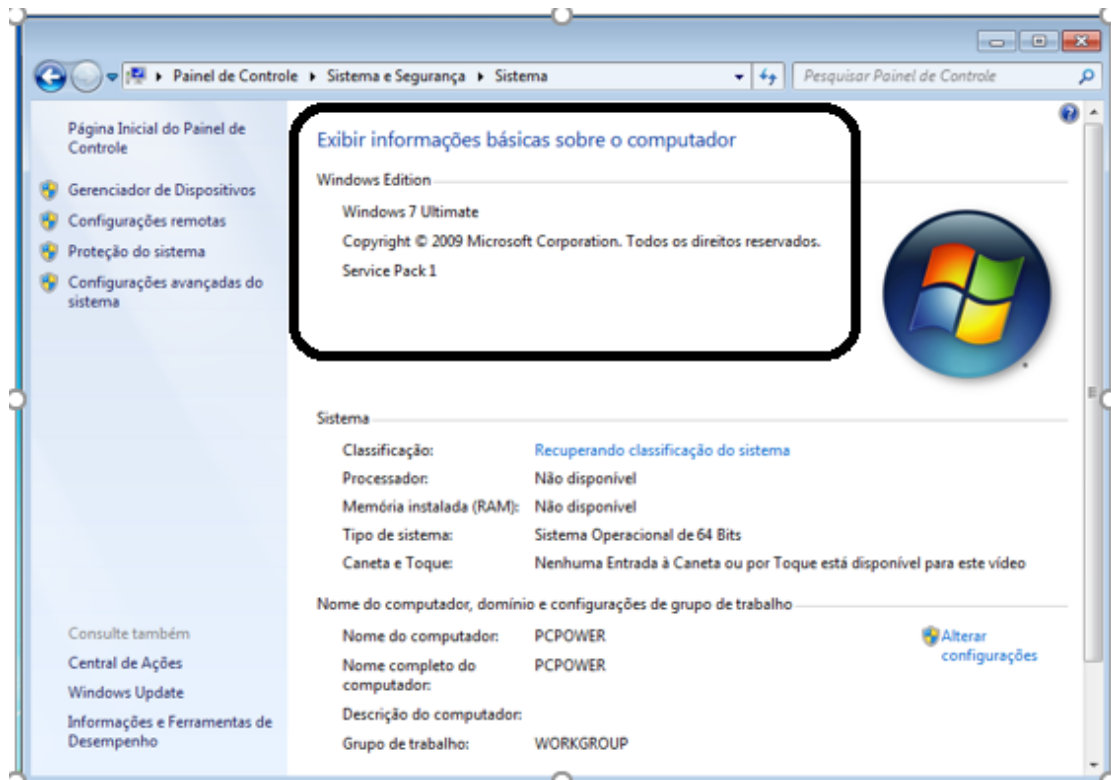 Painel de Controle ▸ Sistema e Segurança ▸ Sistema
Pesquisar Painel de Controle
Página Inicial do Painel de
Controle
Gerenciador de Dispositivos
Configurações remotas
Proteção do sistema
Configurações avançadas do
sistema
Consulte também
Central de Ações
Windows Update
Informações e Ferramentas de
Desempenho
Exibir informações básicas sobre o computador
Windows Edition
Windows 7 Ultimate
Copyright © 2009 Microsoft Corporation. Todos os direitos reservados.
Service Pack 1
Sistema
Classificação: Recuperando classificação do sistema
Processador: Não disponível
Memória instalada (RAM): Não disponível
Tipo de sistema: Sistema Operacional de 64 Bits
Caneta e Toque: Nenhuma Entrada à Caneta ou por Toque está disponível para este vídeo
Nome do computador, domínio e configurações de grupo de trabalho
Nome do computador: PCPOWER
Alterar
configurações
Nome completo do
computador: PCPOWER
Descrição do computador:
Grupo de trabalho: WORKGROUP